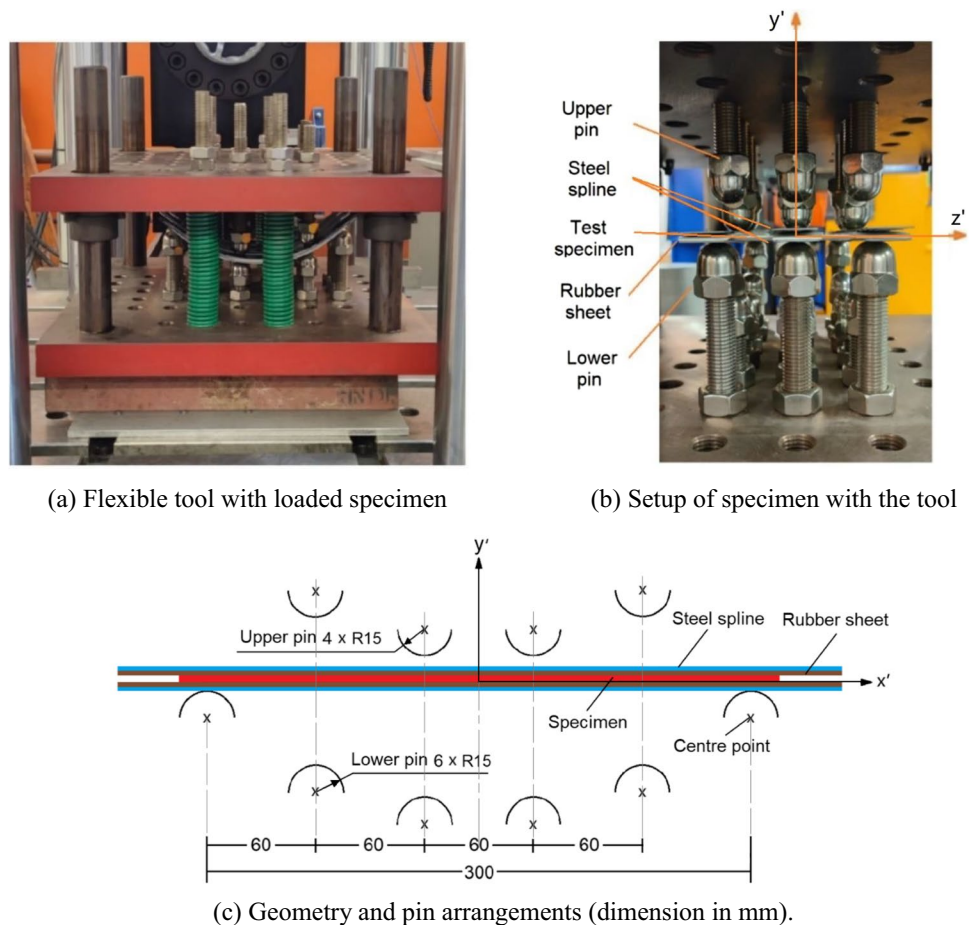 y'
Upper
pin
Steel
spline
Test
specimen
Rubber
sheet
Lower
pin
z'
(a) Flexible tool with loaded specimen
(b) Setup of specimen with the tool
y'
x
x
Steel spline
Rubber sheet
Upper pin 4 x R15
x
x
x'
Specimen
x
x
Centre point
Lower pin 6 x R15
x
x
x
x
60
60
60
60
300
(c) Geometry and pin arrangements (dimension in mm).